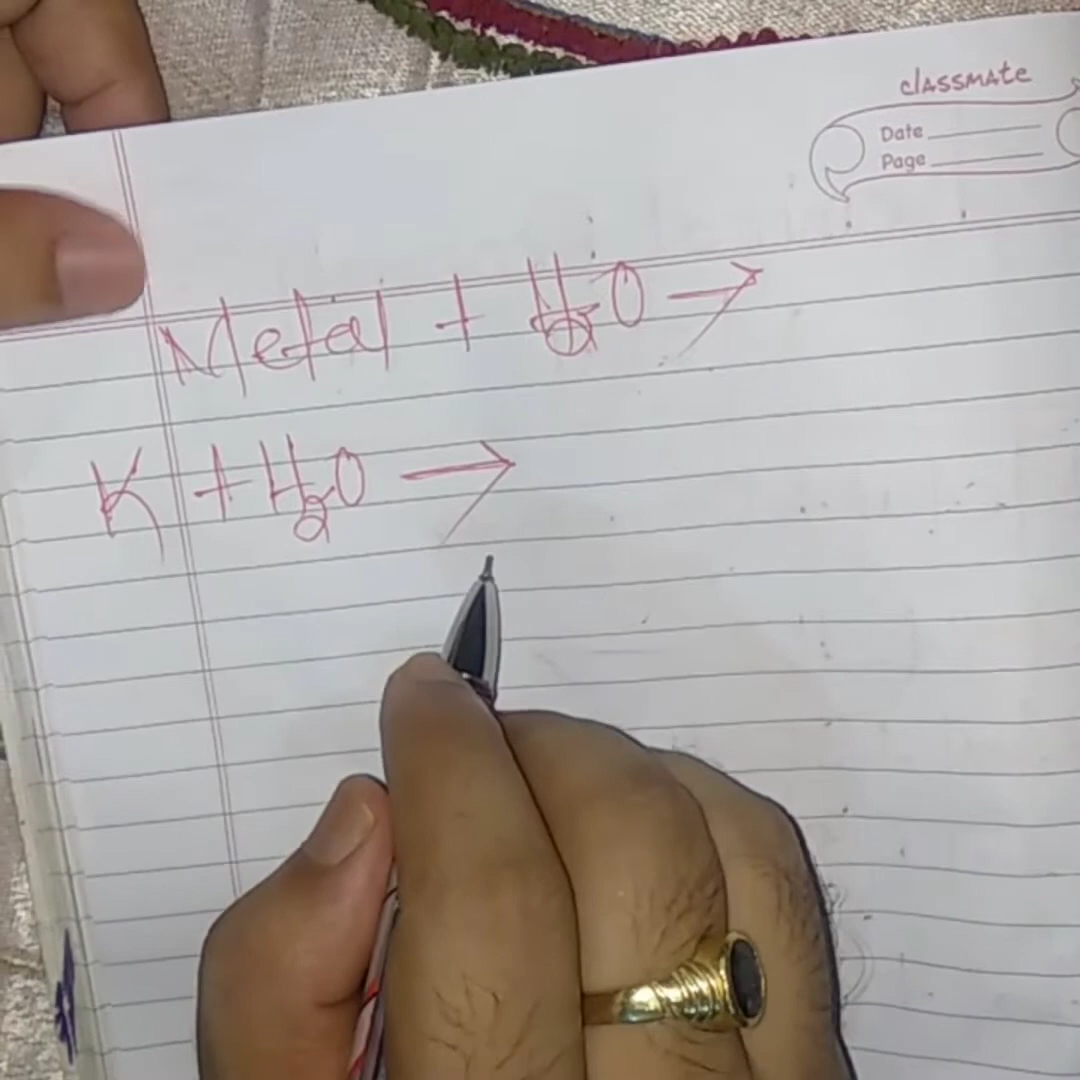 classmate
Date
Page
Metal + H₂O →
K + H₂O →